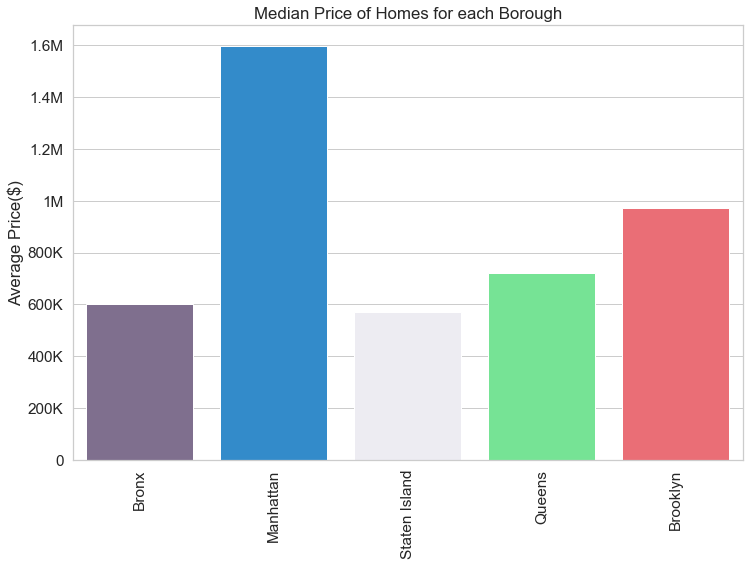 Median Price of Homes for each Borough
Average Price($)
1.6M
1.4M
1.2M
1M
800K
600K
400K
200K
0
Bronx
Manhattan
Staten Island
Queens
Brooklyn